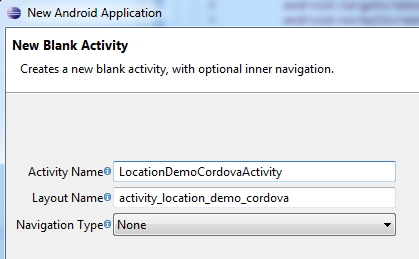 New Android Application
New Blank Activity
Creates a new blank activity, with optional inner navigation.
Activity Name LocationDemoCordovaActivity
Layout Name activity_location_demo_cordova
Navigation Type None